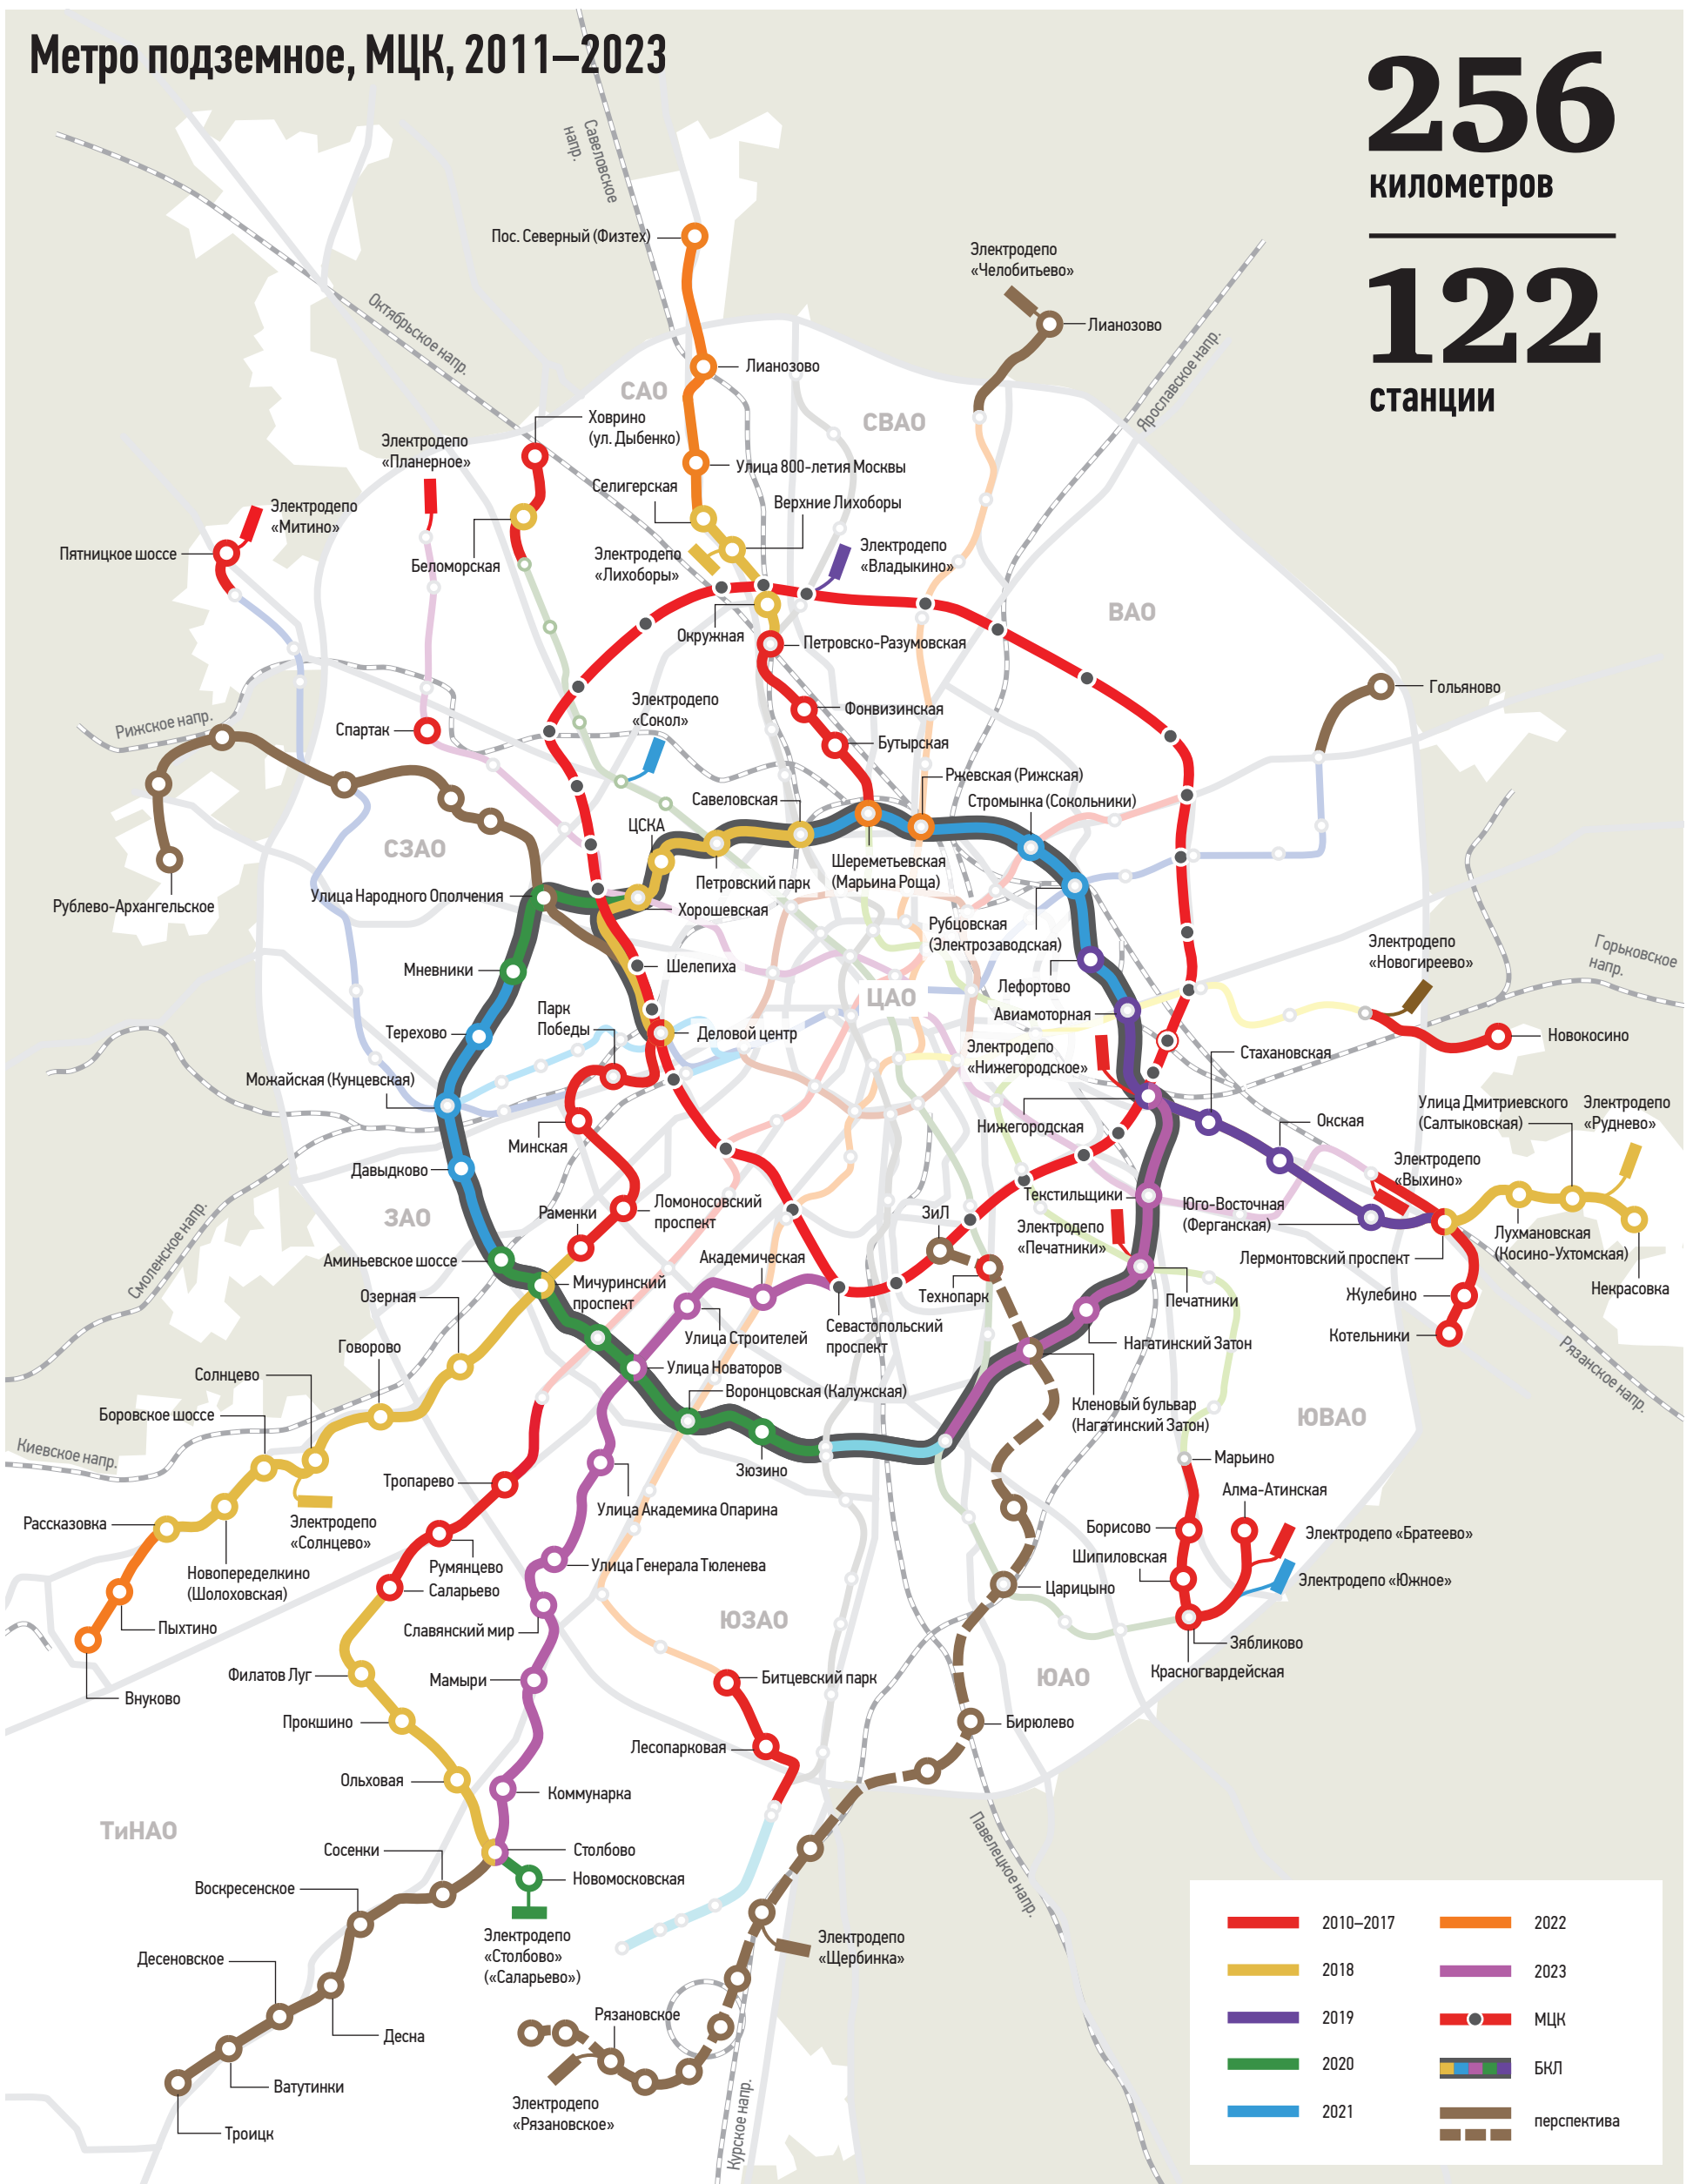 Метро подземное, МЦК, 2011–2023
256
километров
122
станции
Савеловское
напр.
Пос. Северный (Физтех)
Электродепо
«Челобитьево»
Лианозово
Октябрьское напр.
Ярославское напр.
Лианозово
САО
СВАО
Ховрино
(ул. Дыбенко)
Электродепо
«Планерное»
Улица 800-летия Москвы
Селигерская
Верхние Лихоборы
Электродепо
«Митино»
Пятницкое шоссе
Беломорская
Электродепо
«Лихоборы»
Электродепо
«Владыкино»
ВАО
Окружная
Петровско-Разумовская
Гольяново
Электродепо
«Сокол»
Фонвизинская
Рижское напр.
Спартак
Бутырская
Ржевская (Рижская)
Савеловская
Стромынка (Сокольники)
ЦСКА
СЗАО
Петровский парк
Шереметьевская
(Марьина Роща)
Улица Народного Ополчения
Рублево-Архангельское
Хорошевская
Рубцовская
(Электрозаводская)
Электродепо
«Новогиреево»
Горьковское
напр.
Мневники
Шелепиха
ЦАО
Лефортово
Парк
Победы
Авиамоторная
Терехово
Деловой центр
Новокосино
Электродепо
«Нижегородское»
Стахановская
Можайская (Кунцевская)
Улица Дмитриевского
(Салтыковская)
Электродепо
«Руднево»
Минская
Нижегородская
Окская
Электродепо
«Выхино»
Давыдково
Текстильщики
Юго-Восточная
(Ферганская)
ЗАО
Раменки
Ломоносовский
проспект
ЗиЛ
Электродепо
«Печатники»
Лухмановская
(Косино-Ухтомская)
Смоленское напр.
Аминьевское шоссе
Академическая
Лермонтовский проспект
Мичуринский
проспект
Озерная
Технопарк
Печатники
Жулебино
Некрасовка
Улица Строителей
Севастопольский
проспект
Котельники
Говорово
Нагатинский Затон
Рязанское напр.
Солнцево
Улица Новаторов
Воронцовская (Калужская)
Кленовый бульвар
(Нагатинский Затон)
Боровское шоссе
ЮВАО
Киевское напр.
Зюзино
Марьино
Тропарево
Алма-Атинская
Улица Академика Опарина
Рассказовка
Электродепо
«Солнцево»
Борисово
Электродепо «Братеево»
Шипиловская
Румянцево
Улица Генерала Тюленева
Новопеределкино
(Шолоховская)
Саларьево
Царицыно
Электродепо «Южное»
Пыхтино
Славянский мир
ЮЗАО
Зябликово
Красногвардейская
Филатов Луг
Мамыри
Битцевский парк
ЮАО
Внуково
Прокшино
Бирюлево
Лесопарковая
Ольховая
Коммунарка
ТиНАО
Павелецкое напр.
Сосенки
Столбово
Новомосковская
Воскресенское
Электродепо
«Столбово»
(«Саларьево»)
Электродепо
«Щербинка»
Десеновское
Рязановское
Десна
Ватутинки
Электродепо
«Рязановское»
Троицк
Курское напр.
2010–2017
2022
2018
2023
2019
МЦК
2020
БКЛ
2021
перспектива